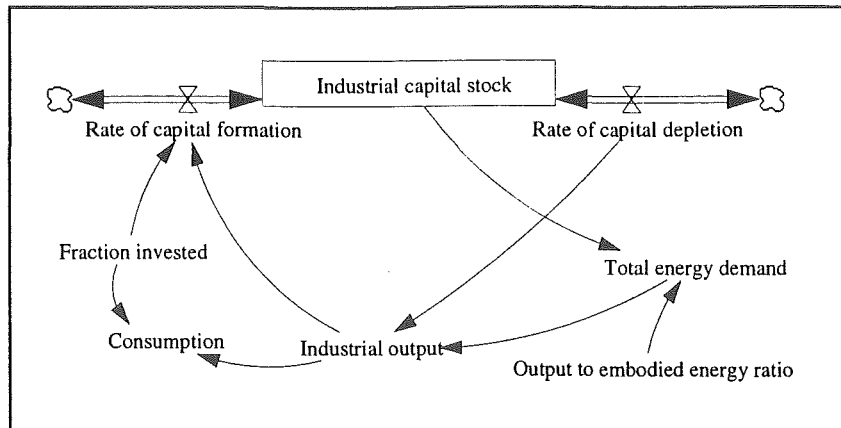 Industrial capital stock
Rate of capital formation
Rate of capital depletion
Fraction invested
Total energy demand
Consumption
Industrial output
Output to embodied energy ratio